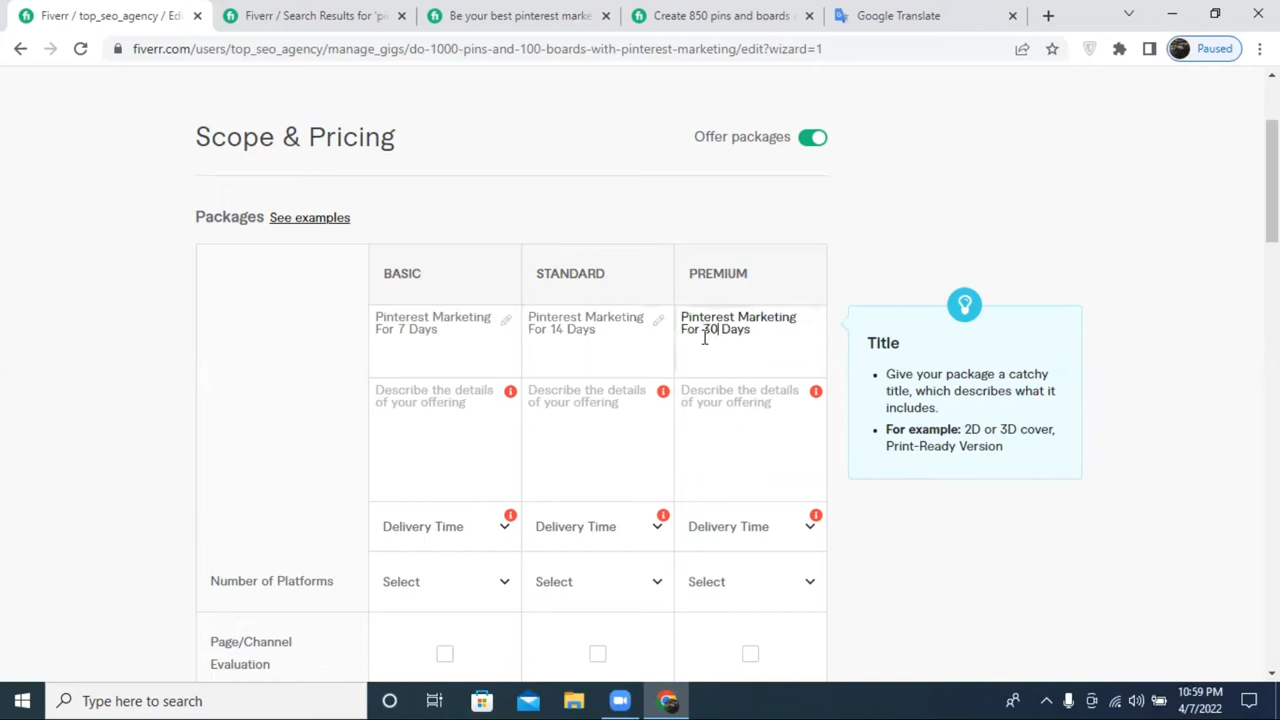 Fiverr / top_seo_agency / Edi
Fiverr / Search Results for 'pi
Be your best pinterest marke
Create 850 pins and boards a
Google Translate
fiverr.com/users/top_seo_agency/manage_gigs/do-1000-pins-and-100-boards-with-pinterest-marketing/edit?wizard=1
Paused
Scope & Pricing
Offer packages
Packages See examples
BASIC
STANDARD
PREMIUM
Pinterest Marketing
For 7 Days
Pinterest Marketing
For 14 Days
Pinterest Marketing
For 30 Days
Title
Give your package a catchy
title, which describes what it
includes.
For example: 2D or 3D cover,
Print-Ready Version
Describe the details
of your offering
Describe the details
of your offering
Describe the details
of your offering
Delivery Time
Delivery Time
Delivery Time
Number of Platforms
Select
Select
Select
Page/Channel
Evaluation
Type here to search
10:59 PM
4/7/2022